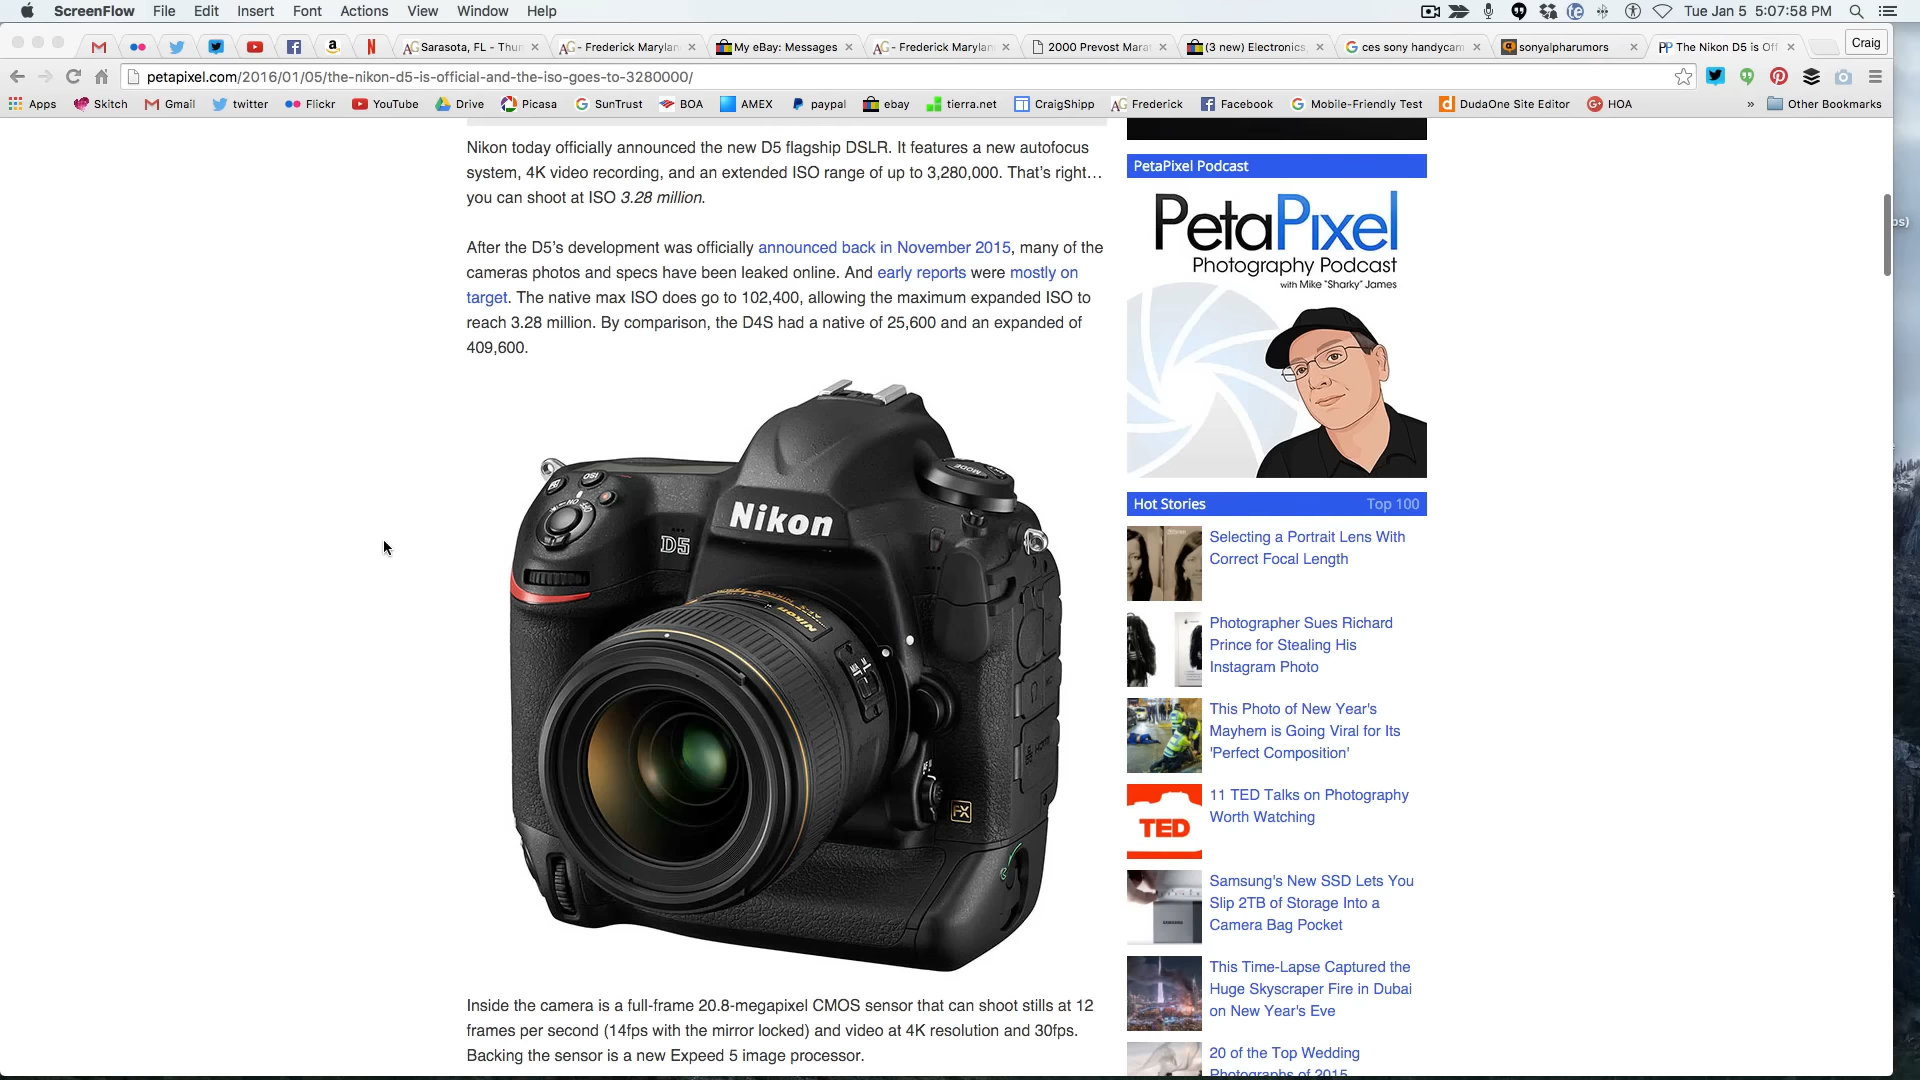 ScreenFlow File Edit Insert Font Actions View Window Help
Tue Jan 5 5:07:58 PM
Sarasota, FL - Thun
- Frederick Marylan
My eBay: Messages
- Frederick Marylan
2000 Prevost Mara
(3 new) Electronics,
ces sony handycam
sonyalpharumors
The Nikon D5 is Off
Craig
petapixel.com/2016/01/05/the-nikon-d5-is-official-and-the-iso-goes-to-3280000/
Apps Skitch Gmail twitter Flickr YouTube Drive Picasa SunTrust BOA AMEX paypal ebay tierra.net CraigShipp Frederick Facebook Mobile-Friendly Test DudaOne Site Editor HOA » Other Bookmarks
Nikon today officially announced the new D5 flagship DSLR. It features a new autofocus
system, 4K video recording, and an extended ISO range of up to 3,280,000. That’s right…
you can shoot at ISO 3.28 million.
After the D5’s development was officially announced back in November 2015, many of the
cameras photos and specs have been leaked online. And early reports were mostly on
target. The native max ISO does go to 102,400, allowing the maximum expanded ISO to
reach 3.28 million. By comparison, the D4S had a native of 25,600 and an expanded of
409,600.
MODE
ISO
Nikon
D5
Nikon
FX
Inside the camera is a full-frame 20.8-megapixel CMOS sensor that can shoot stills at 12
frames per second (14fps with the mirror locked) and video at 4K resolution and 30fps.
Backing the sensor is a new Expeed 5 image processor.
PetaPixel Podcast
PetaPixel
Photography Podcast
with Mike "Sharky" James
Hot Stories Top 100
Selecting a Portrait Lens With
Correct Focal Length
Photographer Sues Richard
Prince for Stealing His
Instagram Photo
This Photo of New Year's
Mayhem is Going Viral for Its
'Perfect Composition'
TED
11 TED Talks on Photography
Worth Watching
SAMSUNG
Samsung's New SSD Lets You
Slip 2TB of Storage Into a
Camera Bag Pocket
This Time-Lapse Captured the
Huge Skyscraper Fire in Dubai
on New Year's Eve
20 of the Top Wedding
Photographs of 2015
ps)